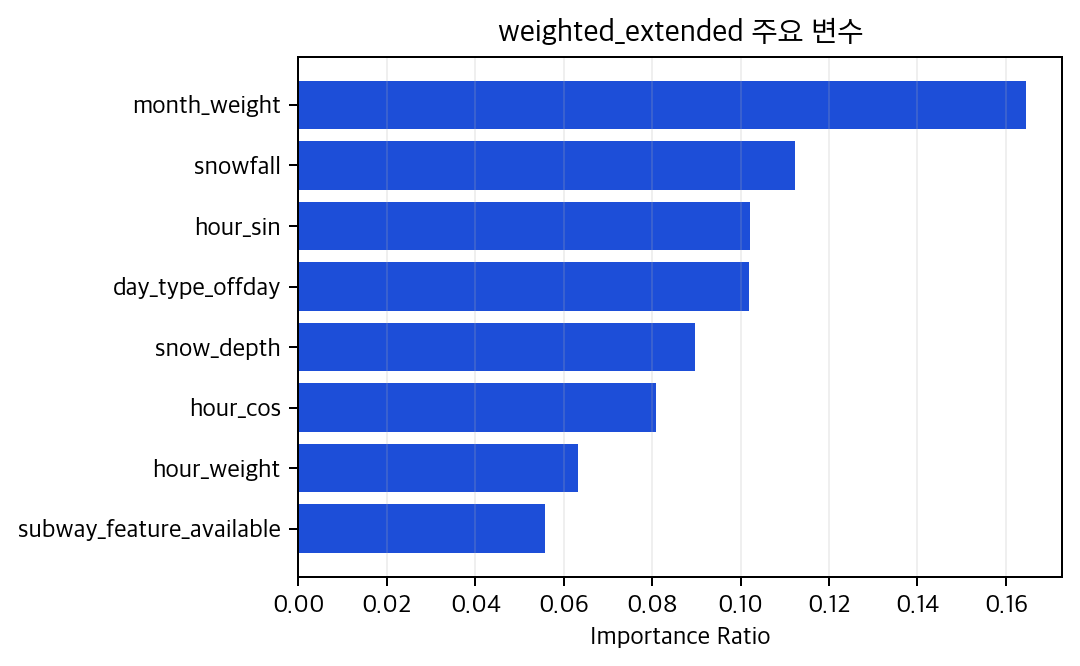 weighted_extended 주요 변수
month_weight
snowfall
hour_sin
day_type_offday
snow_depth
hour_cos
hour_weight
subway_feature_available
0.00 0.02 0.04 0.06 0.08 0.10 0.12 0.14 0.16
Importance Ratio